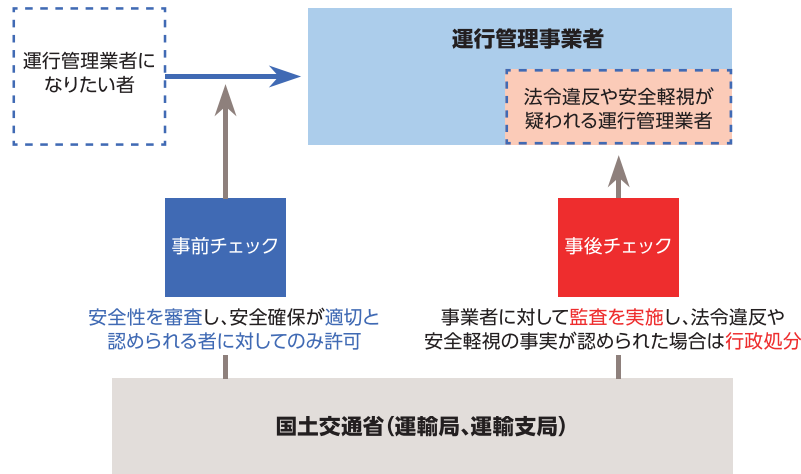 運行管理業者に
なりたい者
運行管理事業者
法令違反や安全軽視が
疑われる運行管理業者
事前チェック
事後チェック
安全性を審査し、安全確保が適切と
認められる者に対してのみ許可
事業者に対して監査を実施し、法令違反や
安全軽視の事実が認められた場合は行政処分
国土交通省（運輸局、運輸支局）